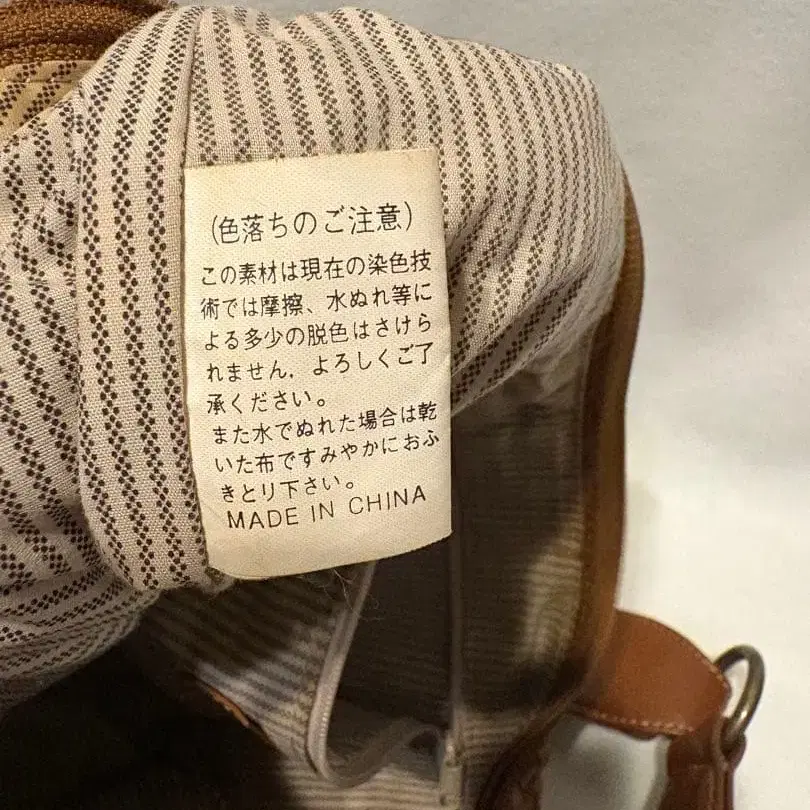 (色落ちのご注意)
この素材は現在の染色技
術では摩擦、水ぬれ等に
よる多少の脱色はさけら
れません．よろしくご了
承ください。
また水でぬれた場合は乾
いた布ですみやかにおふ
きとり下さい。
MADE IN CHINA